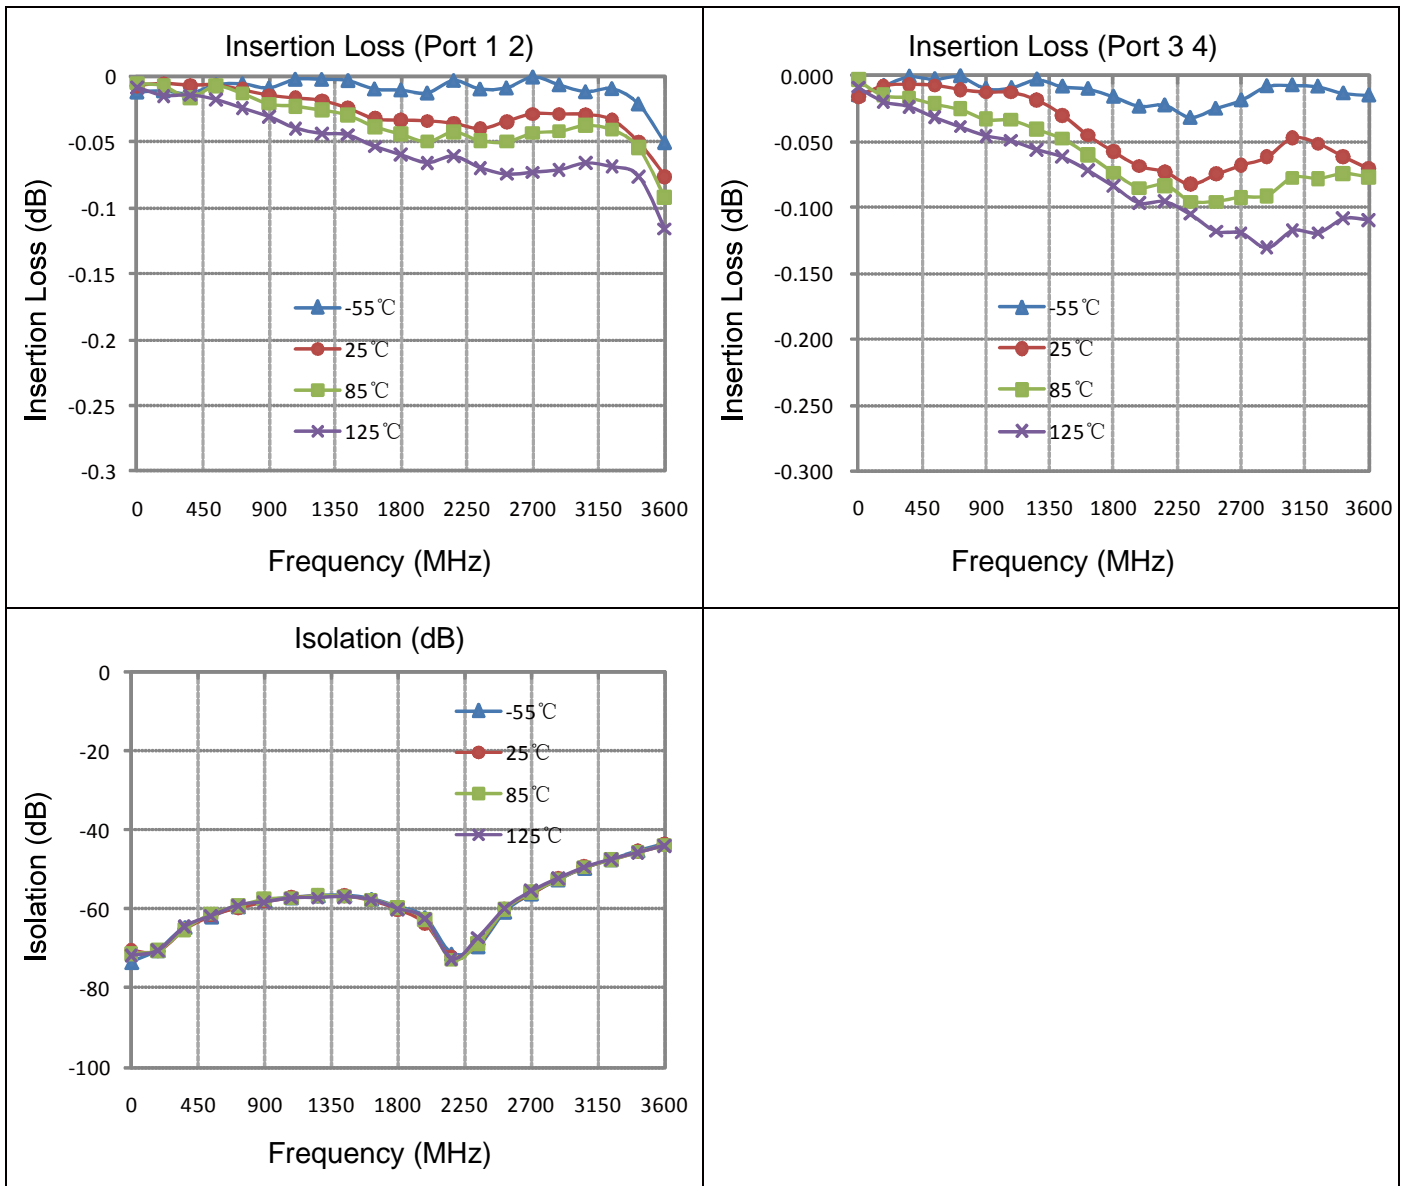 Insertion Loss (Port 1 2)
0
-0.05
-0.1
-0.15
-0.2
-0.25
-0.3
Insertion Loss (dB)
-55℃
25℃
85℃
125℃
0 450 900 1350 1800 2250 2700 3150 3600
Frequency (MHz)
Insertion Loss (Port 3 4)
0.000
-0.050
-0.100
-0.150
-0.200
-0.250
-0.300
Insertion Loss (dB)
-55℃
25℃
85℃
125℃
0 450 900 1350 1800 2250 2700 3150 3600
Frequency (MHz)
Isolation (dB)
0
-20
-40
-60
-80
-100
Isolation (dB)
-55℃
25℃
85℃
125℃
0 450 900 1350 1800 2250 2700 3150 3600
Frequency (MHz)